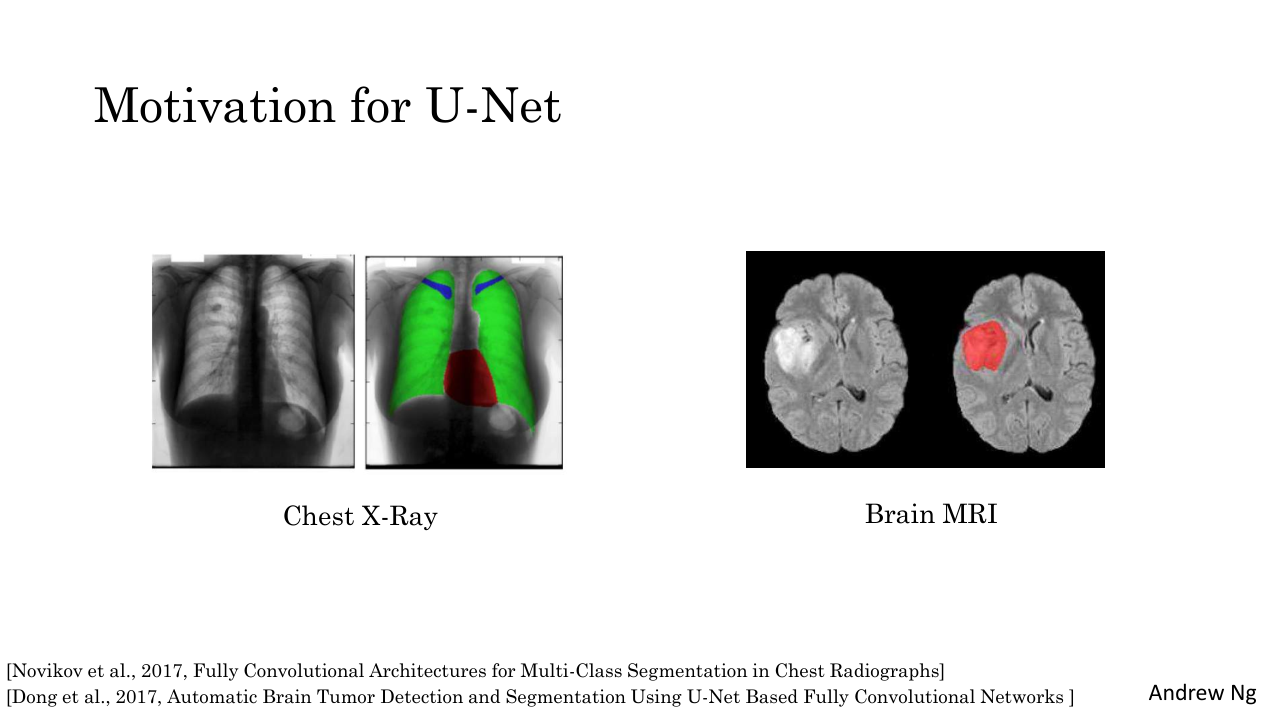 Motivation for U-Net
Chest X-Ray
Brain MRI
[Novikov et al., 2017, Fully Convolutional Architectures for Multi-Class Segmentation in Chest Radiographs]
[Dong et al., 2017, Automatic Brain Tumor Detection and Segmentation Using U-Net Based Fully Convolutional Networks ]
Andrew Ng